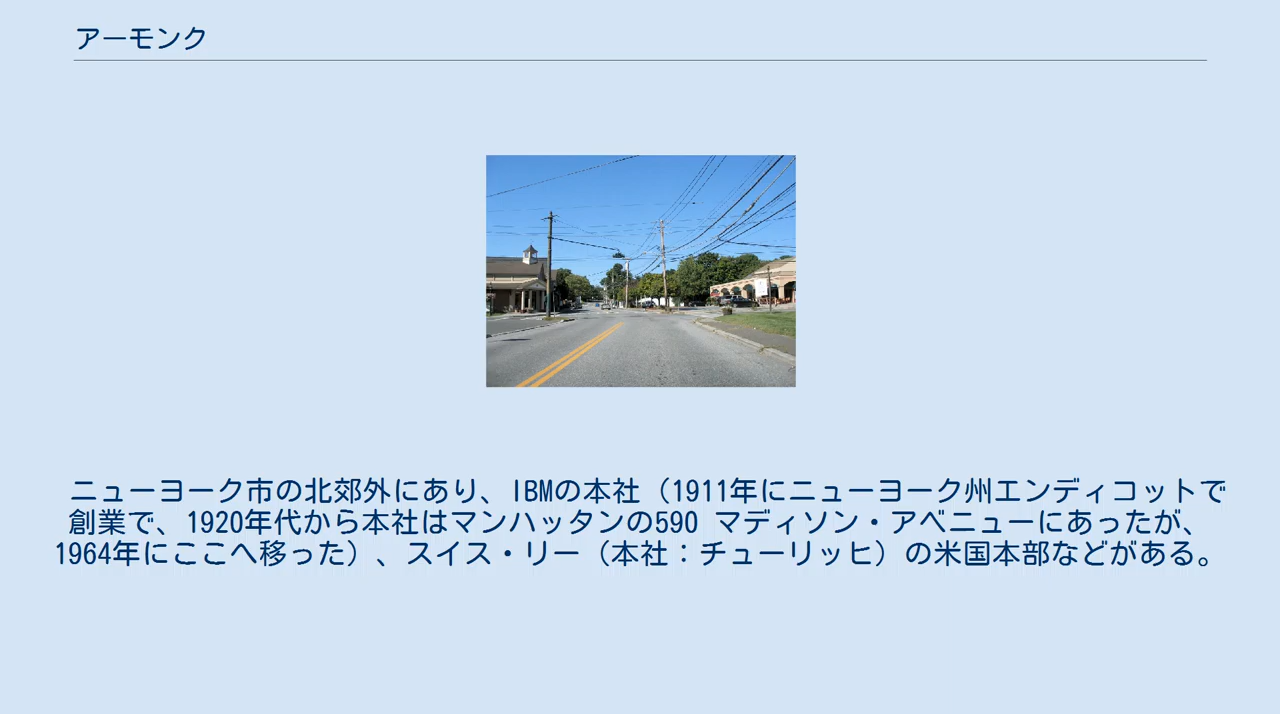 アーモンク
ニューヨーク市の北郊外にあり、IBMの本社（1911年にニューヨーク州エンディコットで
創業で、1920年代から本社はマンハッタンの590 マディソン・アベニューにあったが、
1964年にここへ移った）、スイス・リー（本社：チューリッヒ）の米国本部などがある。